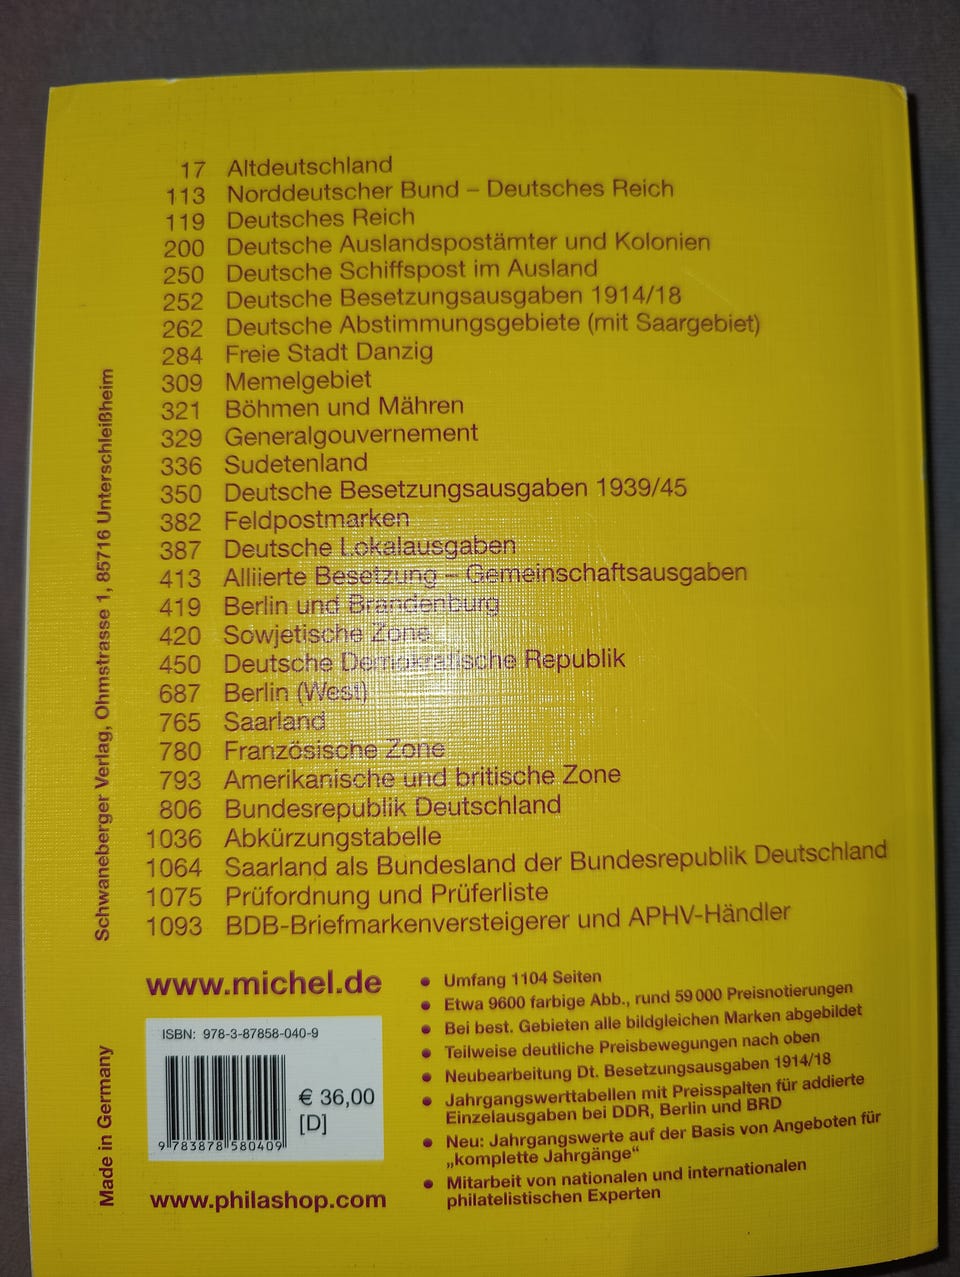 17 Altdeutschland
113 Norddeutscher Bund – Deutsches Reich
119 Deutsches Reich
200 Deutsche Auslandspostämter und Kolonien
250 Deutsche Schiffspost im Ausland
252 Deutsche Besetzungsausgaben 1914/18
262 Deutsche Abstimmungsgebiete (mit Saargebiet)
284 Freie Stadt Danzig
309 Memelgebiet
321 Böhmen und Mähren
329 Generalgouvernement
336 Sudetenland
350 Deutsche Besetzungsausgaben 1939/45
382 Feldpostmarken
387 Deutsche Lokalausgaben
413 Alliierte Besetzung – Gemeinschaftsausgaben
419 Berlin und Brandenburg
420 Sowjetische Zone
450 Deutsche Demokratische Republik
687 Berlin (West)
765 Saarland
780 Französische Zone
793 Amerikanische und britische Zone
806 Bundesrepublik Deutschland
1036 Abkürzungstabelle
1064 Saarland als Bundesland der Bundesrepublik Deutschland
1075 Prüfordnung und Prüferliste
1093 BDB-Briefmarkenversteigerer und APHV-Händler
Schwaneberger Verlag, Ohmstrasse 1, 85716 Unterschleißheim
Made in Germany
www.michel.de
ISBN: 978-3-87858-040-9
€ 36,00
[D]
9 783878 580409
www.philashop.com
• Umfang 1104 Seiten
• Etwa 9600 farbige Abb., rund 59 000 Preisnotierungen
• Bei best. Gebieten alle bildgleichen Marken abgebildet
• Teilweise deutliche Preisbewegungen nach oben
• Neubearbeitung Dt. Besetzungsausgaben 1914/18
• Jahrgangswerttabellen mit Preisspalten für addierte
Einzelausgaben bei DDR, Berlin und BRD
• Neu: Jahrgangswerte auf der Basis von Angeboten für
„komplette Jahrgänge“
• Mitarbeit von nationalen und internationalen
philatelistischen Experten